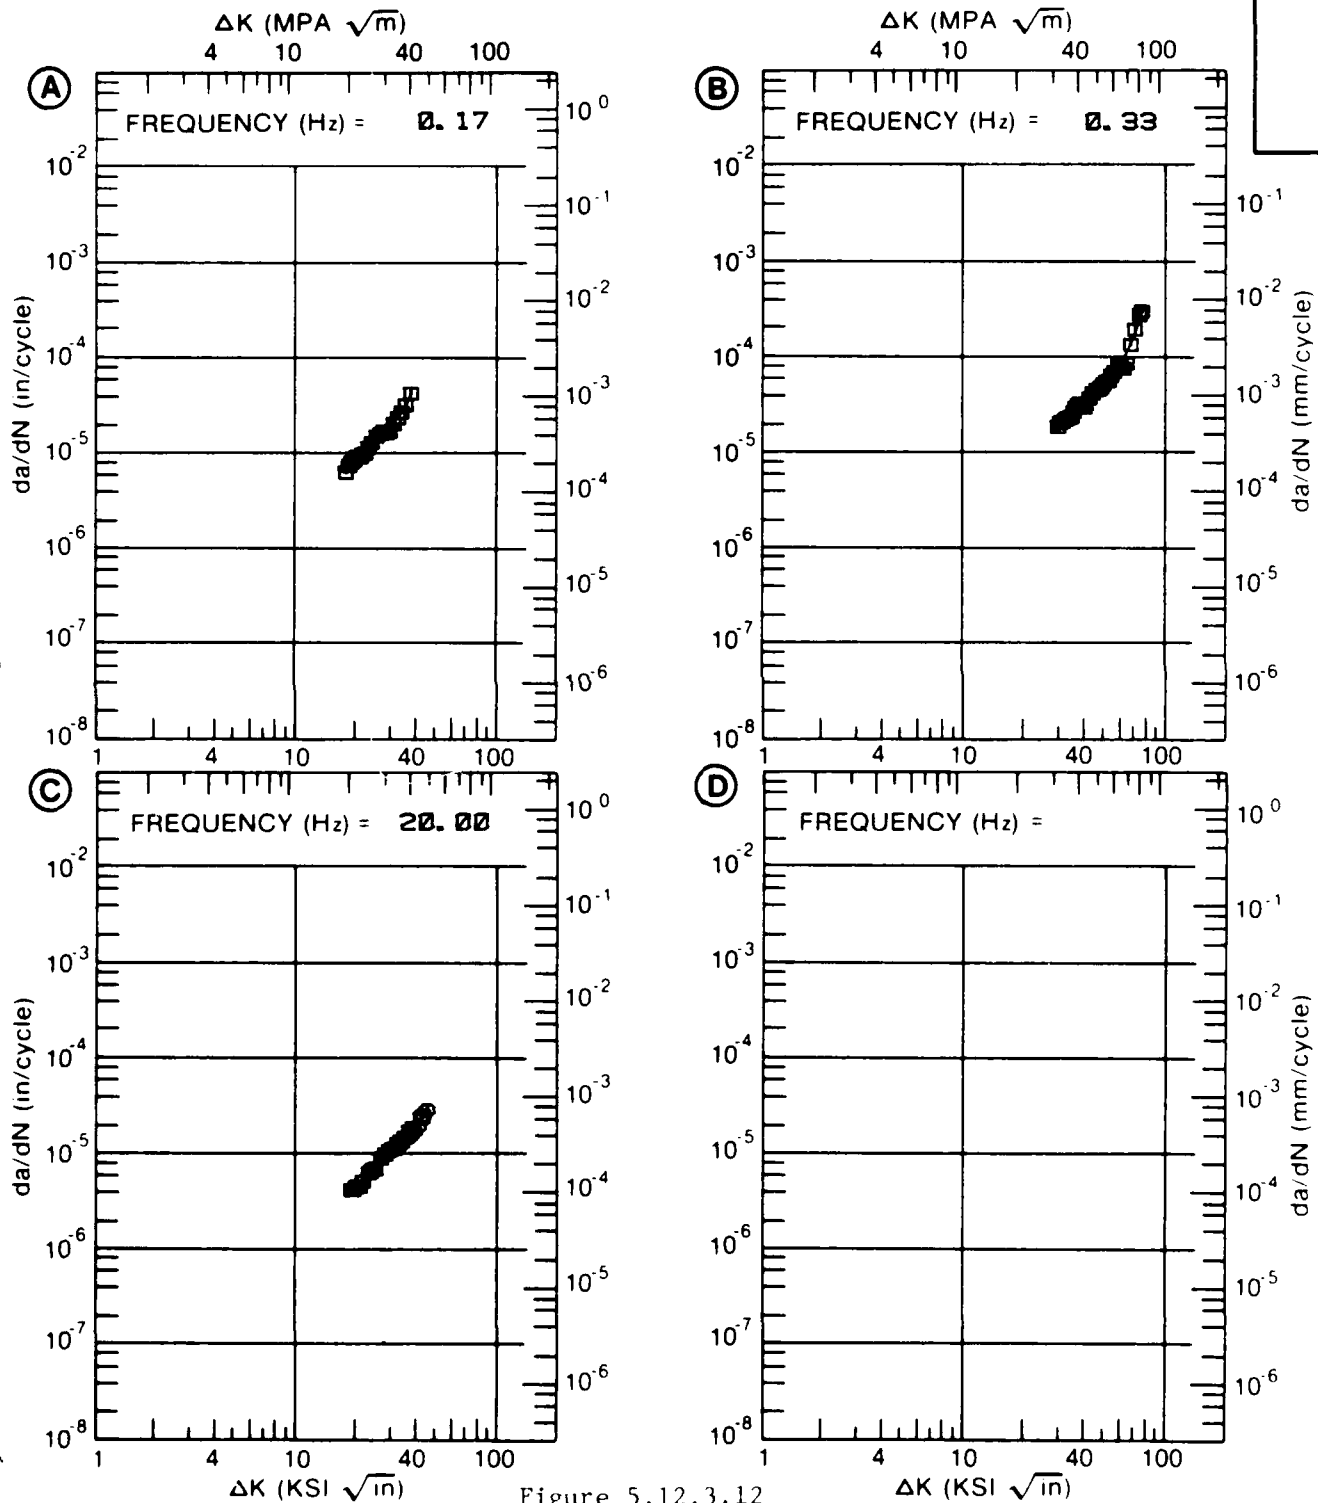 ΔK (MPA √m)
4 10 40 100
ΔK (MPA √m)
4 10 40 100
A
FREQUENCY (Hz) = 0.17
10^0
10^-1
10^-2
10^-3
10^-4
10^-5
10^-6
10^-2
10^-3
10^-4
10^-5
10^-6
10^-7
10^-8
da/dN (in/cycle)
1 4 10 40 100
B
FREQUENCY (Hz) = 0.33
10^-2
10^-3
10^-4
10^-5
10^-6
10^-7
10^-8
10^-1
10^-2
10^-3
10^-4
10^-5
10^-6
da/dN (mm/cycle)
1 4 10 40 100
C
FREQUENCY (Hz) = 20.00
10^-2
10^-3
10^-4
10^-5
10^-6
10^-7
10^-8
da/dN (in/cycle)
10^0
10^-1
10^-2
10^-3
10^-4
10^-5
10^-6
1 4 10 40 100
ΔK (KSI √in)
D
FREQUENCY (Hz) =
10^-2
10^-3
10^-4
10^-5
10^-6
10^-7
10^-8
10^0
10^-1
10^-2
10^-3
10^-4
10^-5
10^-6
da/dN (mm/cycle)
1 4 10 40 100
ΔK (KSI √in)
Figure 5.12.3.12